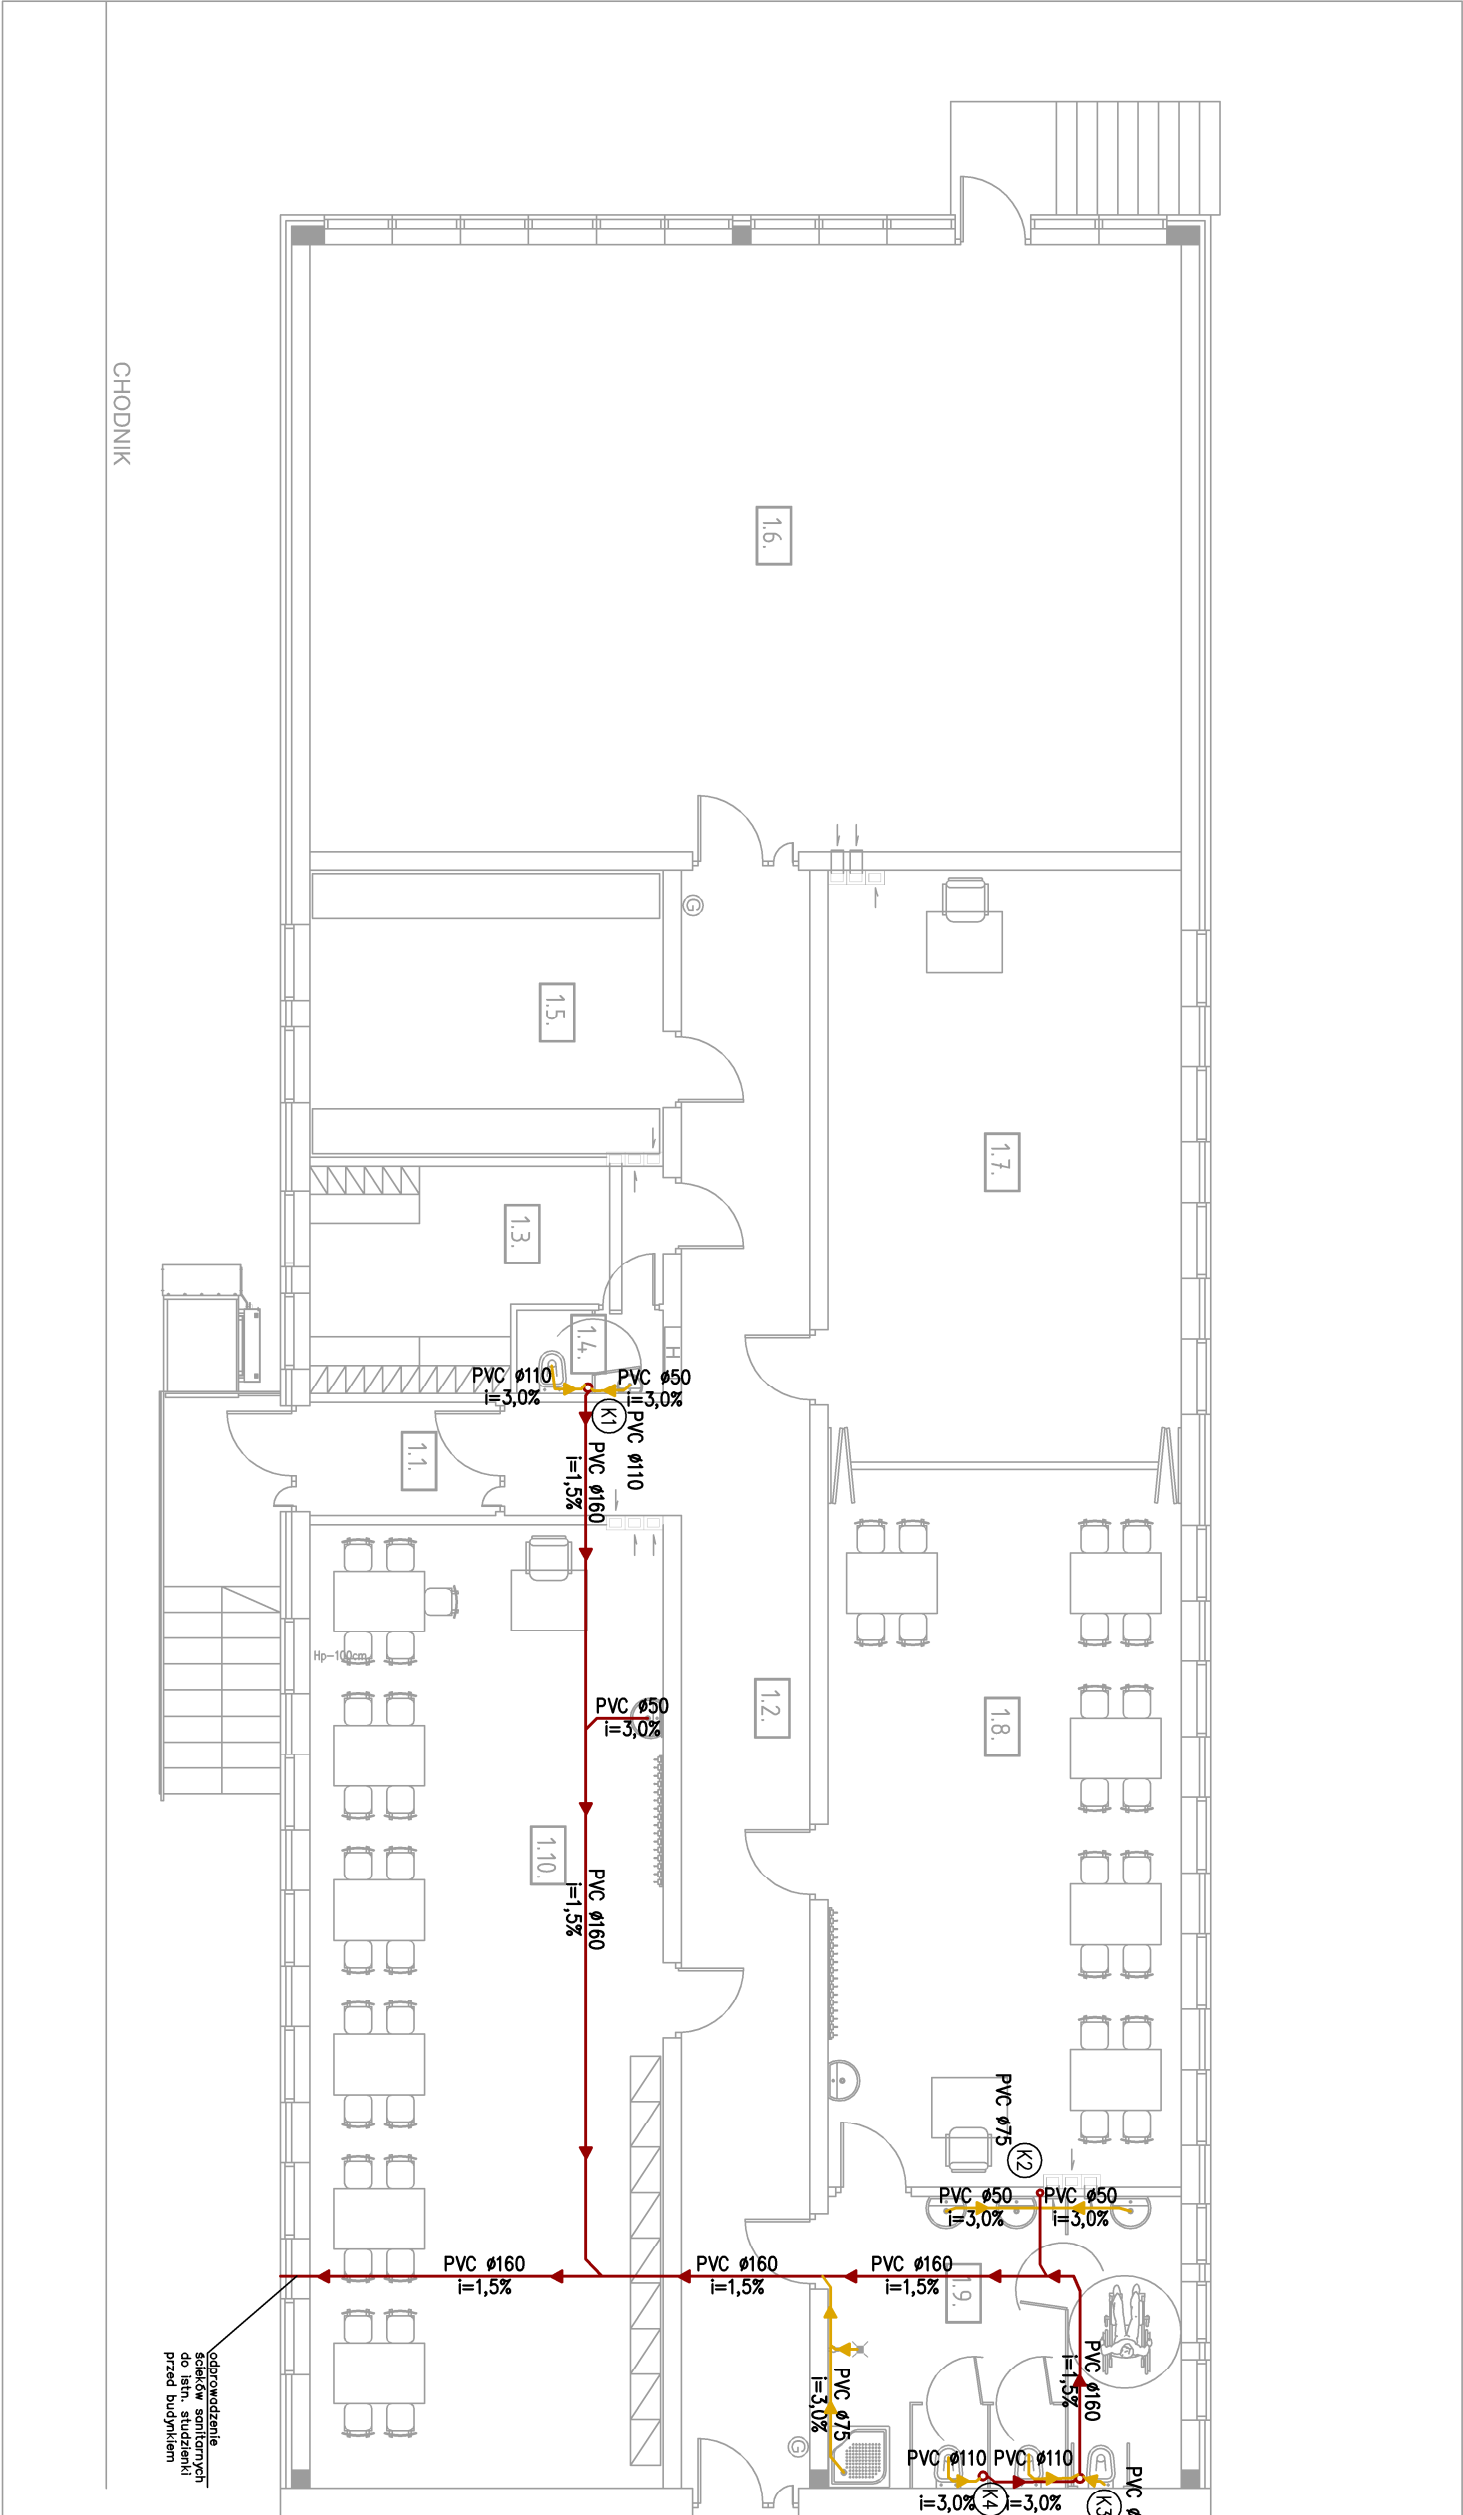 CHODNIK
1.6.
G
1.5.
1.7.
1.3.
1.4.
H
PVC ø110
i=3,0%
PVC ø50
i=3,0%
K1
PVC ø110
PVC ø160
i=1,5%
1.1.
Hp-100cm
PVC ø50
i=3,0%
1.2.
1.8.
1.10.
PVC ø160
i=1,5%
PVC ø75
K2
PVC ø50
i=3,0%
PVC ø50
i=3,0%
PVC ø160
i=1,5%
PVC ø160
i=1,5%
PVC ø160
i=1,5%
1.9.
PVC ø160
i=1,5%
PVC ø75
i=3,0%
G
PVC ø110
i=3,0%
PVC ø110
i=3,0%
K4
K3
PVC
odprowadzenie
ścieków sanitarnych
do istn. studzienki
przed budynkiem